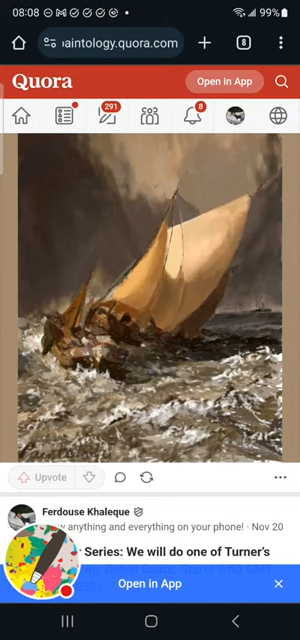 08:08
99%
aintology.quora.com
8
Quora
Open in App
291
8
Upvote
Ferdouse Khaleque
anything and everything on your phone! · Nov 20
Series: We will do one of Turner's
Open in App